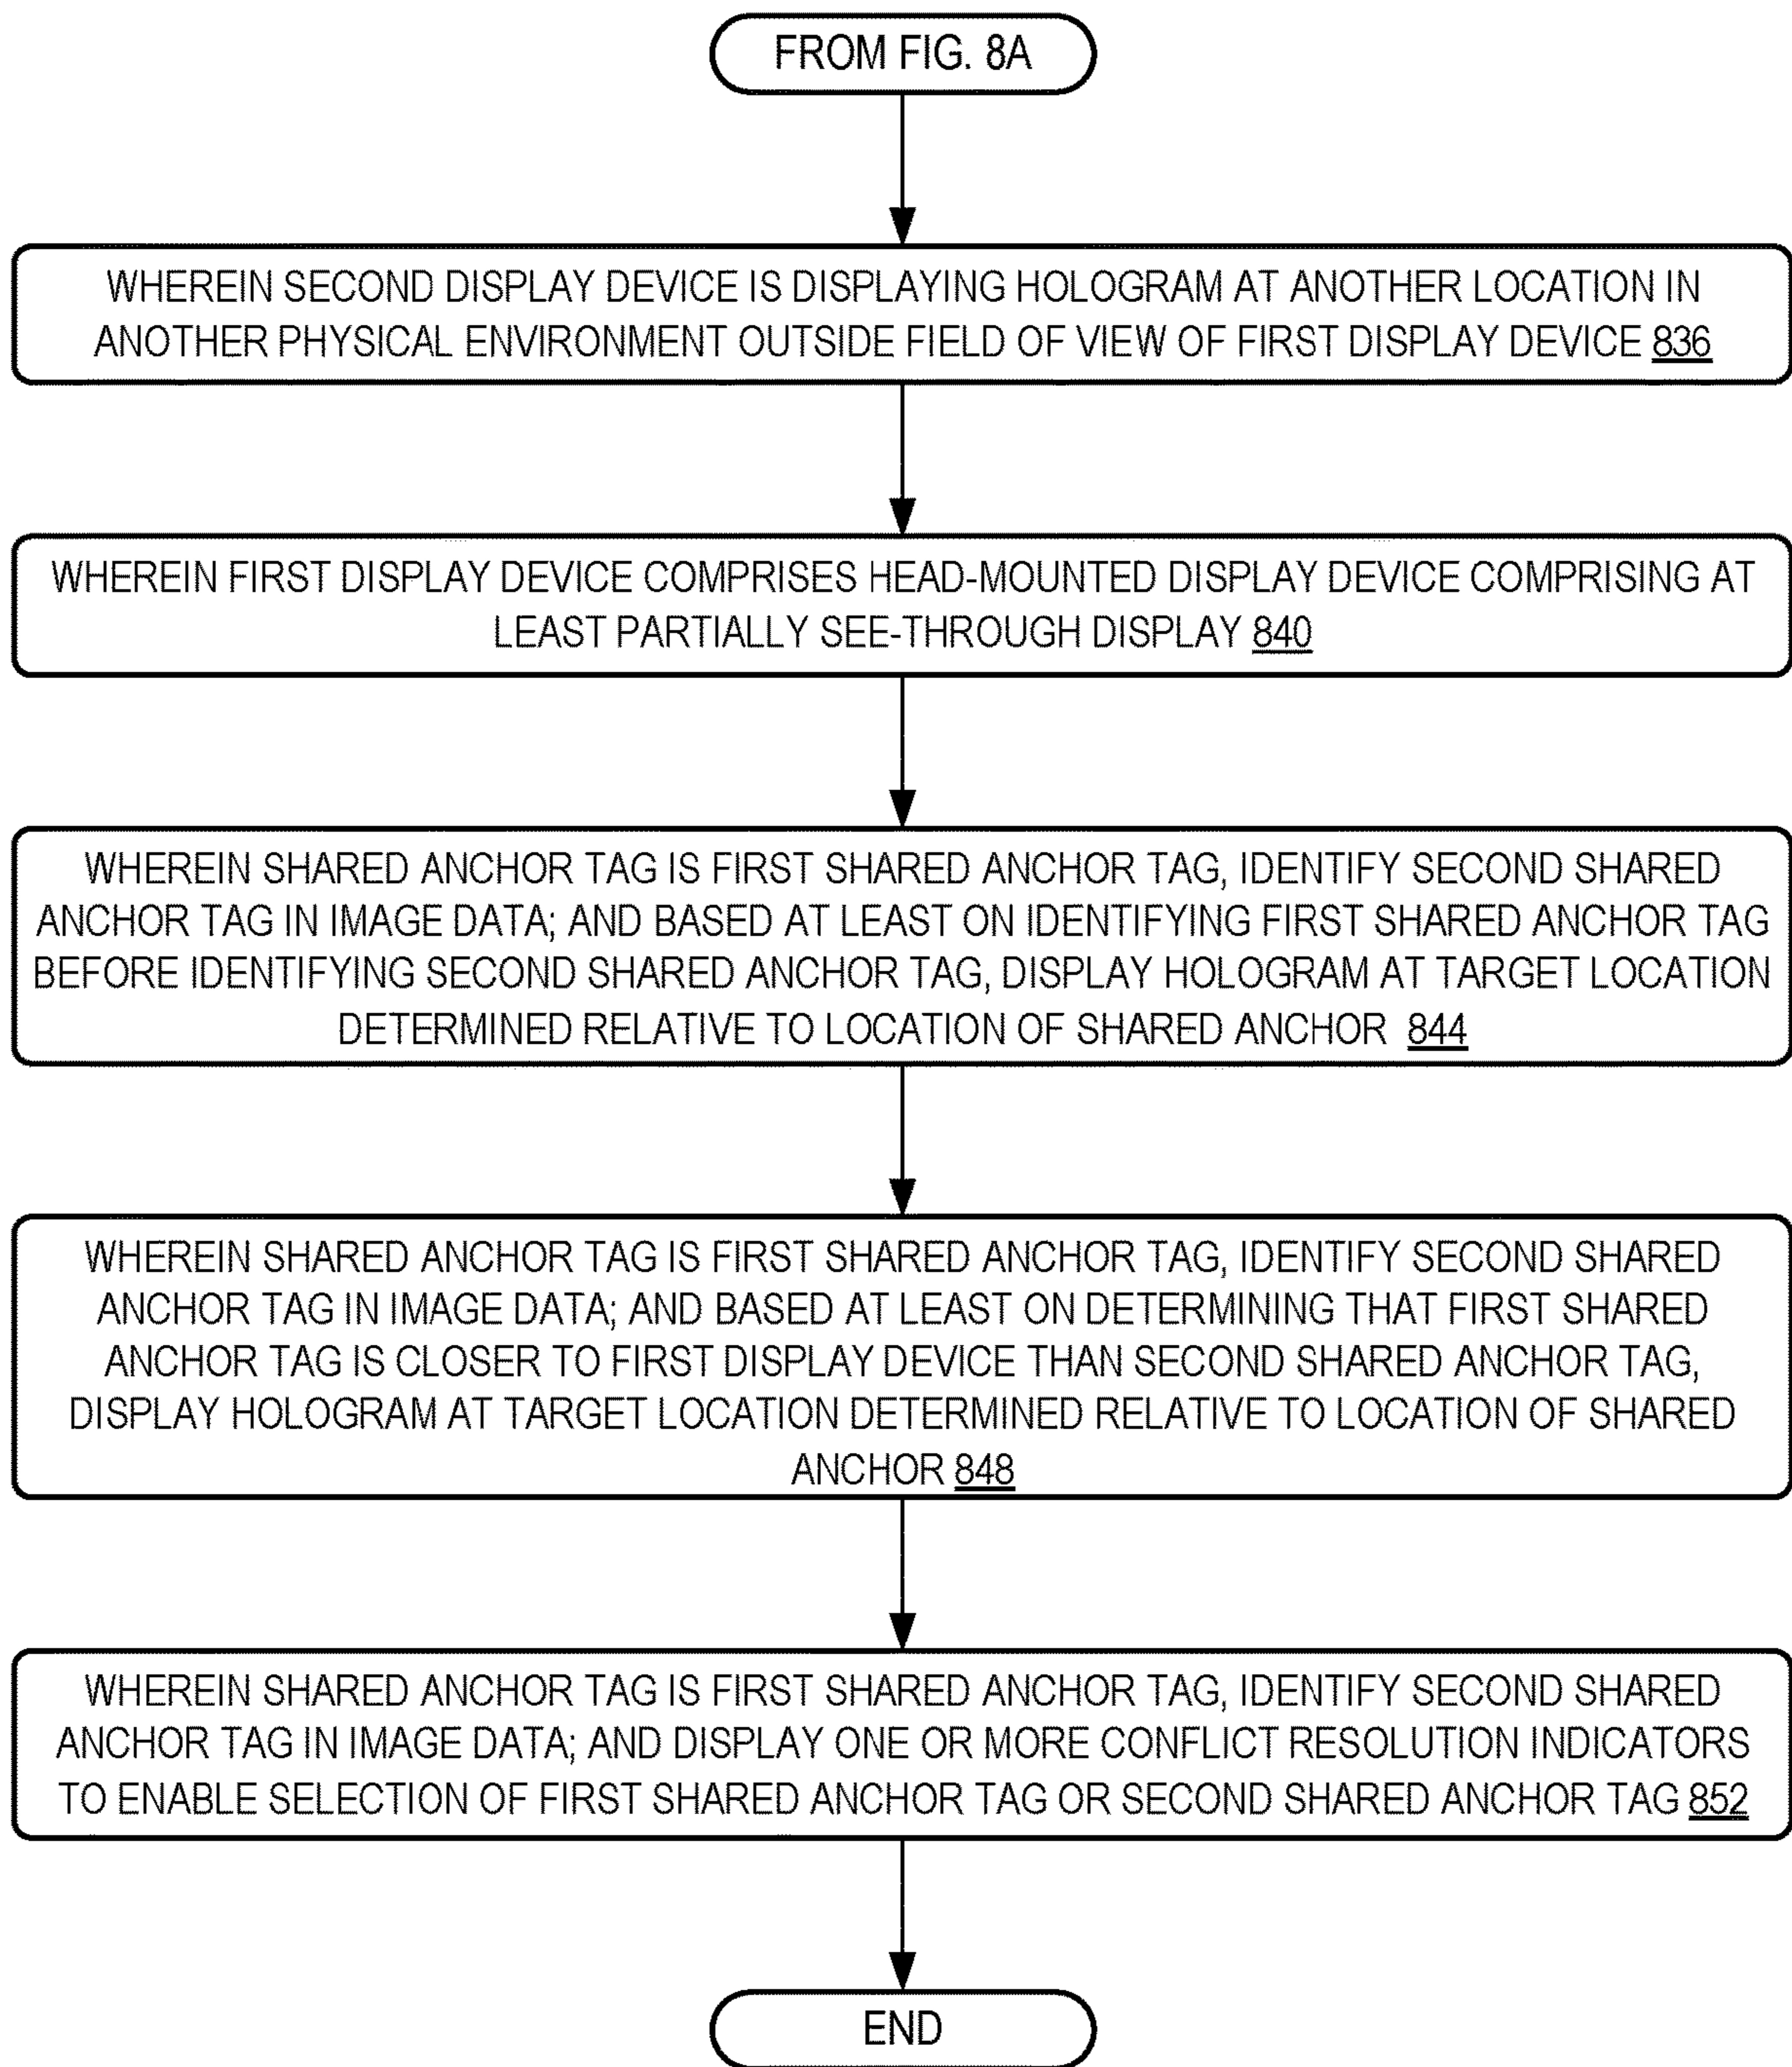 FROM FIG. 8A
WHEREIN SECOND DISPLAY DEVICE IS DISPLAYING HOLOGRAM AT ANOTHER LOCATION IN
ANOTHER PHYSICAL ENVIRONMENT OUTSIDE FIELD OF VIEW OF FIRST DISPLAY DEVICE 836
WHEREIN FIRST DISPLAY DEVICE COMPRISES HEAD-MOUNTED DISPLAY DEVICE COMPRISING AT
LEAST PARTIALLY SEE-THROUGH DISPLAY 840
WHEREIN SHARED ANCHOR TAG IS FIRST SHARED ANCHOR TAG, IDENTIFY SECOND SHARED
ANCHOR TAG IN IMAGE DATA; AND BASED AT LEAST ON IDENTIFYING FIRST SHARED ANCHOR TAG
BEFORE IDENTIFYING SECOND SHARED ANCHOR TAG, DISPLAY HOLOGRAM AT TARGET LOCATION
DETERMINED RELATIVE TO LOCATION OF SHARED ANCHOR 844
WHEREIN SHARED ANCHOR TAG IS FIRST SHARED ANCHOR TAG, IDENTIFY SECOND SHARED
ANCHOR TAG IN IMAGE DATA; AND BASED AT LEAST ON DETERMINING THAT FIRST SHARED
ANCHOR TAG IS CLOSER TO FIRST DISPLAY DEVICE THAN SECOND SHARED ANCHOR TAG,
DISPLAY HOLOGRAM AT TARGET LOCATION DETERMINED RELATIVE TO LOCATION OF SHARED
ANCHOR 848
WHEREIN SHARED ANCHOR TAG IS FIRST SHARED ANCHOR TAG, IDENTIFY SECOND SHARED
ANCHOR TAG IN IMAGE DATA; AND DISPLAY ONE OR MORE CONFLICT RESOLUTION INDICATORS
TO ENABLE SELECTION OF FIRST SHARED ANCHOR TAG OR SECOND SHARED ANCHOR TAG 852
END